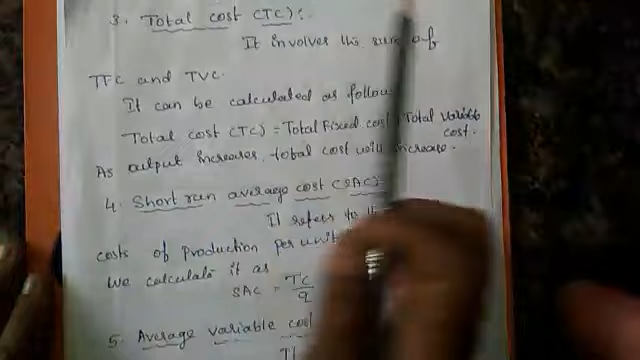 3. Total cost (TC):
It involves the sum of
TFC and TVC.
It can be calculated as follow
Total cost (TC) = Total Fixed cost + Total variable
cost.
As output increases, total cost will increase.
4. Short run average cost (SAC):
It refers to
costs of production per unit
We calculate it as
SAC = TC/q
5. Average variable cos